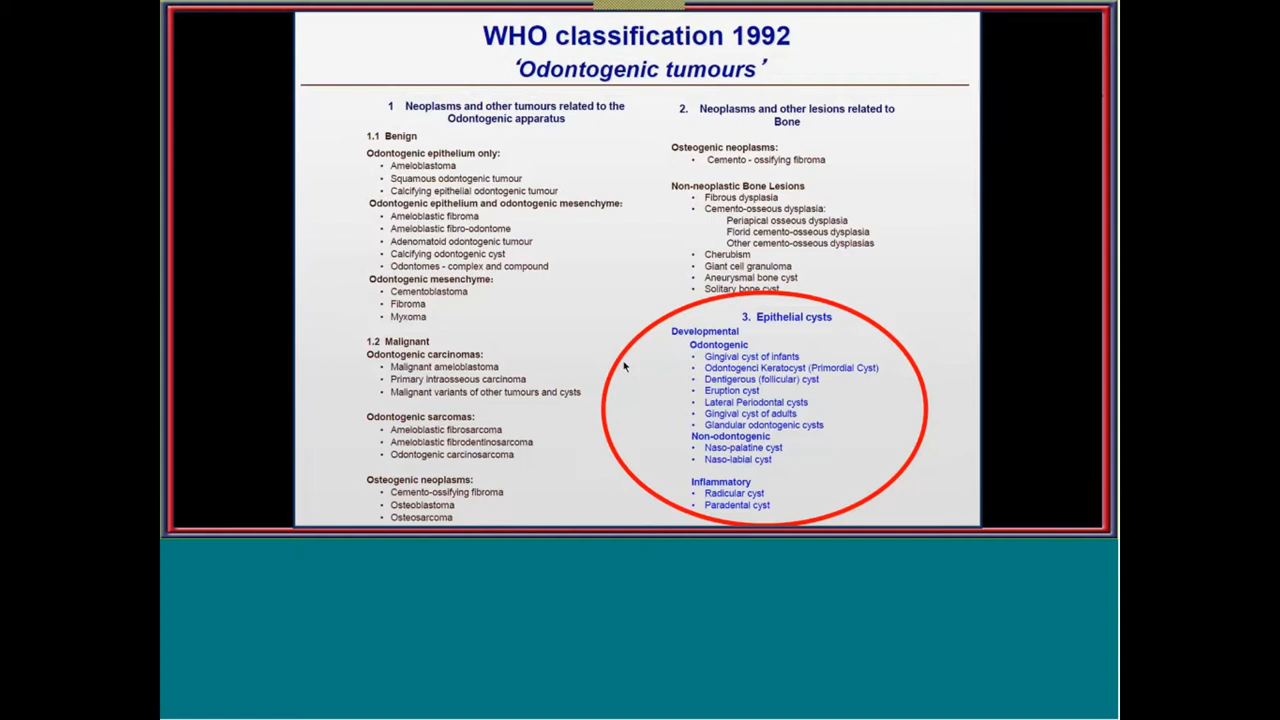 WHO classification 1992
‘Odontogenic tumours’
1 Neoplasms and other tumours related to the
Odontogenic apparatus
1.1 Benign
Odontogenic epithelium only:
• Ameloblastoma
• Squamous odontogenic tumour
• Calcifying epithelial odontogenic tumour
Odontogenic epithelium and odontogenic mesenchyme:
• Ameloblastic fibroma
• Ameloblastic fibro-odontome
• Adenomatoid odontogenic tumour
• Calcifying odontogenic cyst
• Odontomes - complex and compound
Odontogenic mesenchyme:
• Cementoblastoma
• Fibroma
• Myxoma
1.2 Malignant
Odontogenic carcinomas:
• Malignant ameloblastoma
• Primary intraosseous carcinoma
• Malignant variants of other tumours and cysts
Odontogenic sarcomas:
• Ameloblastic fibrosarcoma
• Ameloblastic fibrodentinosarcoma
• Odontogenic carcinosarcoma
Osteogenic neoplasms:
• Cemento-ossifying fibroma
• Osteoblastoma
• Osteosarcoma
2. Neoplasms and other lesions related to
Bone
Osteogenic neoplasms:
• Cemento - ossifying fibroma
Non-neoplastic Bone Lesions
• Fibrous dysplasia
• Cemento-osseous dysplasia:
Periapical osseous dysplasia
Florid cemento-osseous dysplasia
Other cemento-osseous dysplasias
• Cherubism
• Giant cell granuloma
• Aneurysmal bone cyst
• Solitary bone cyst
3. Epithelial cysts
Developmental
Odontogenic
• Gingival cyst of infants
• Odontogenci Keratocyst (Primordial Cyst)
• Dentigerous (follicular) cyst
• Eruption cyst
• Lateral Periodontal cysts
• Gingival cyst of adults
• Glandular odontogenic cysts
Non-odontogenic
• Naso-palatine cyst
• Naso-labial cyst
Inflammatory
• Radicular cyst
• Paradental cyst